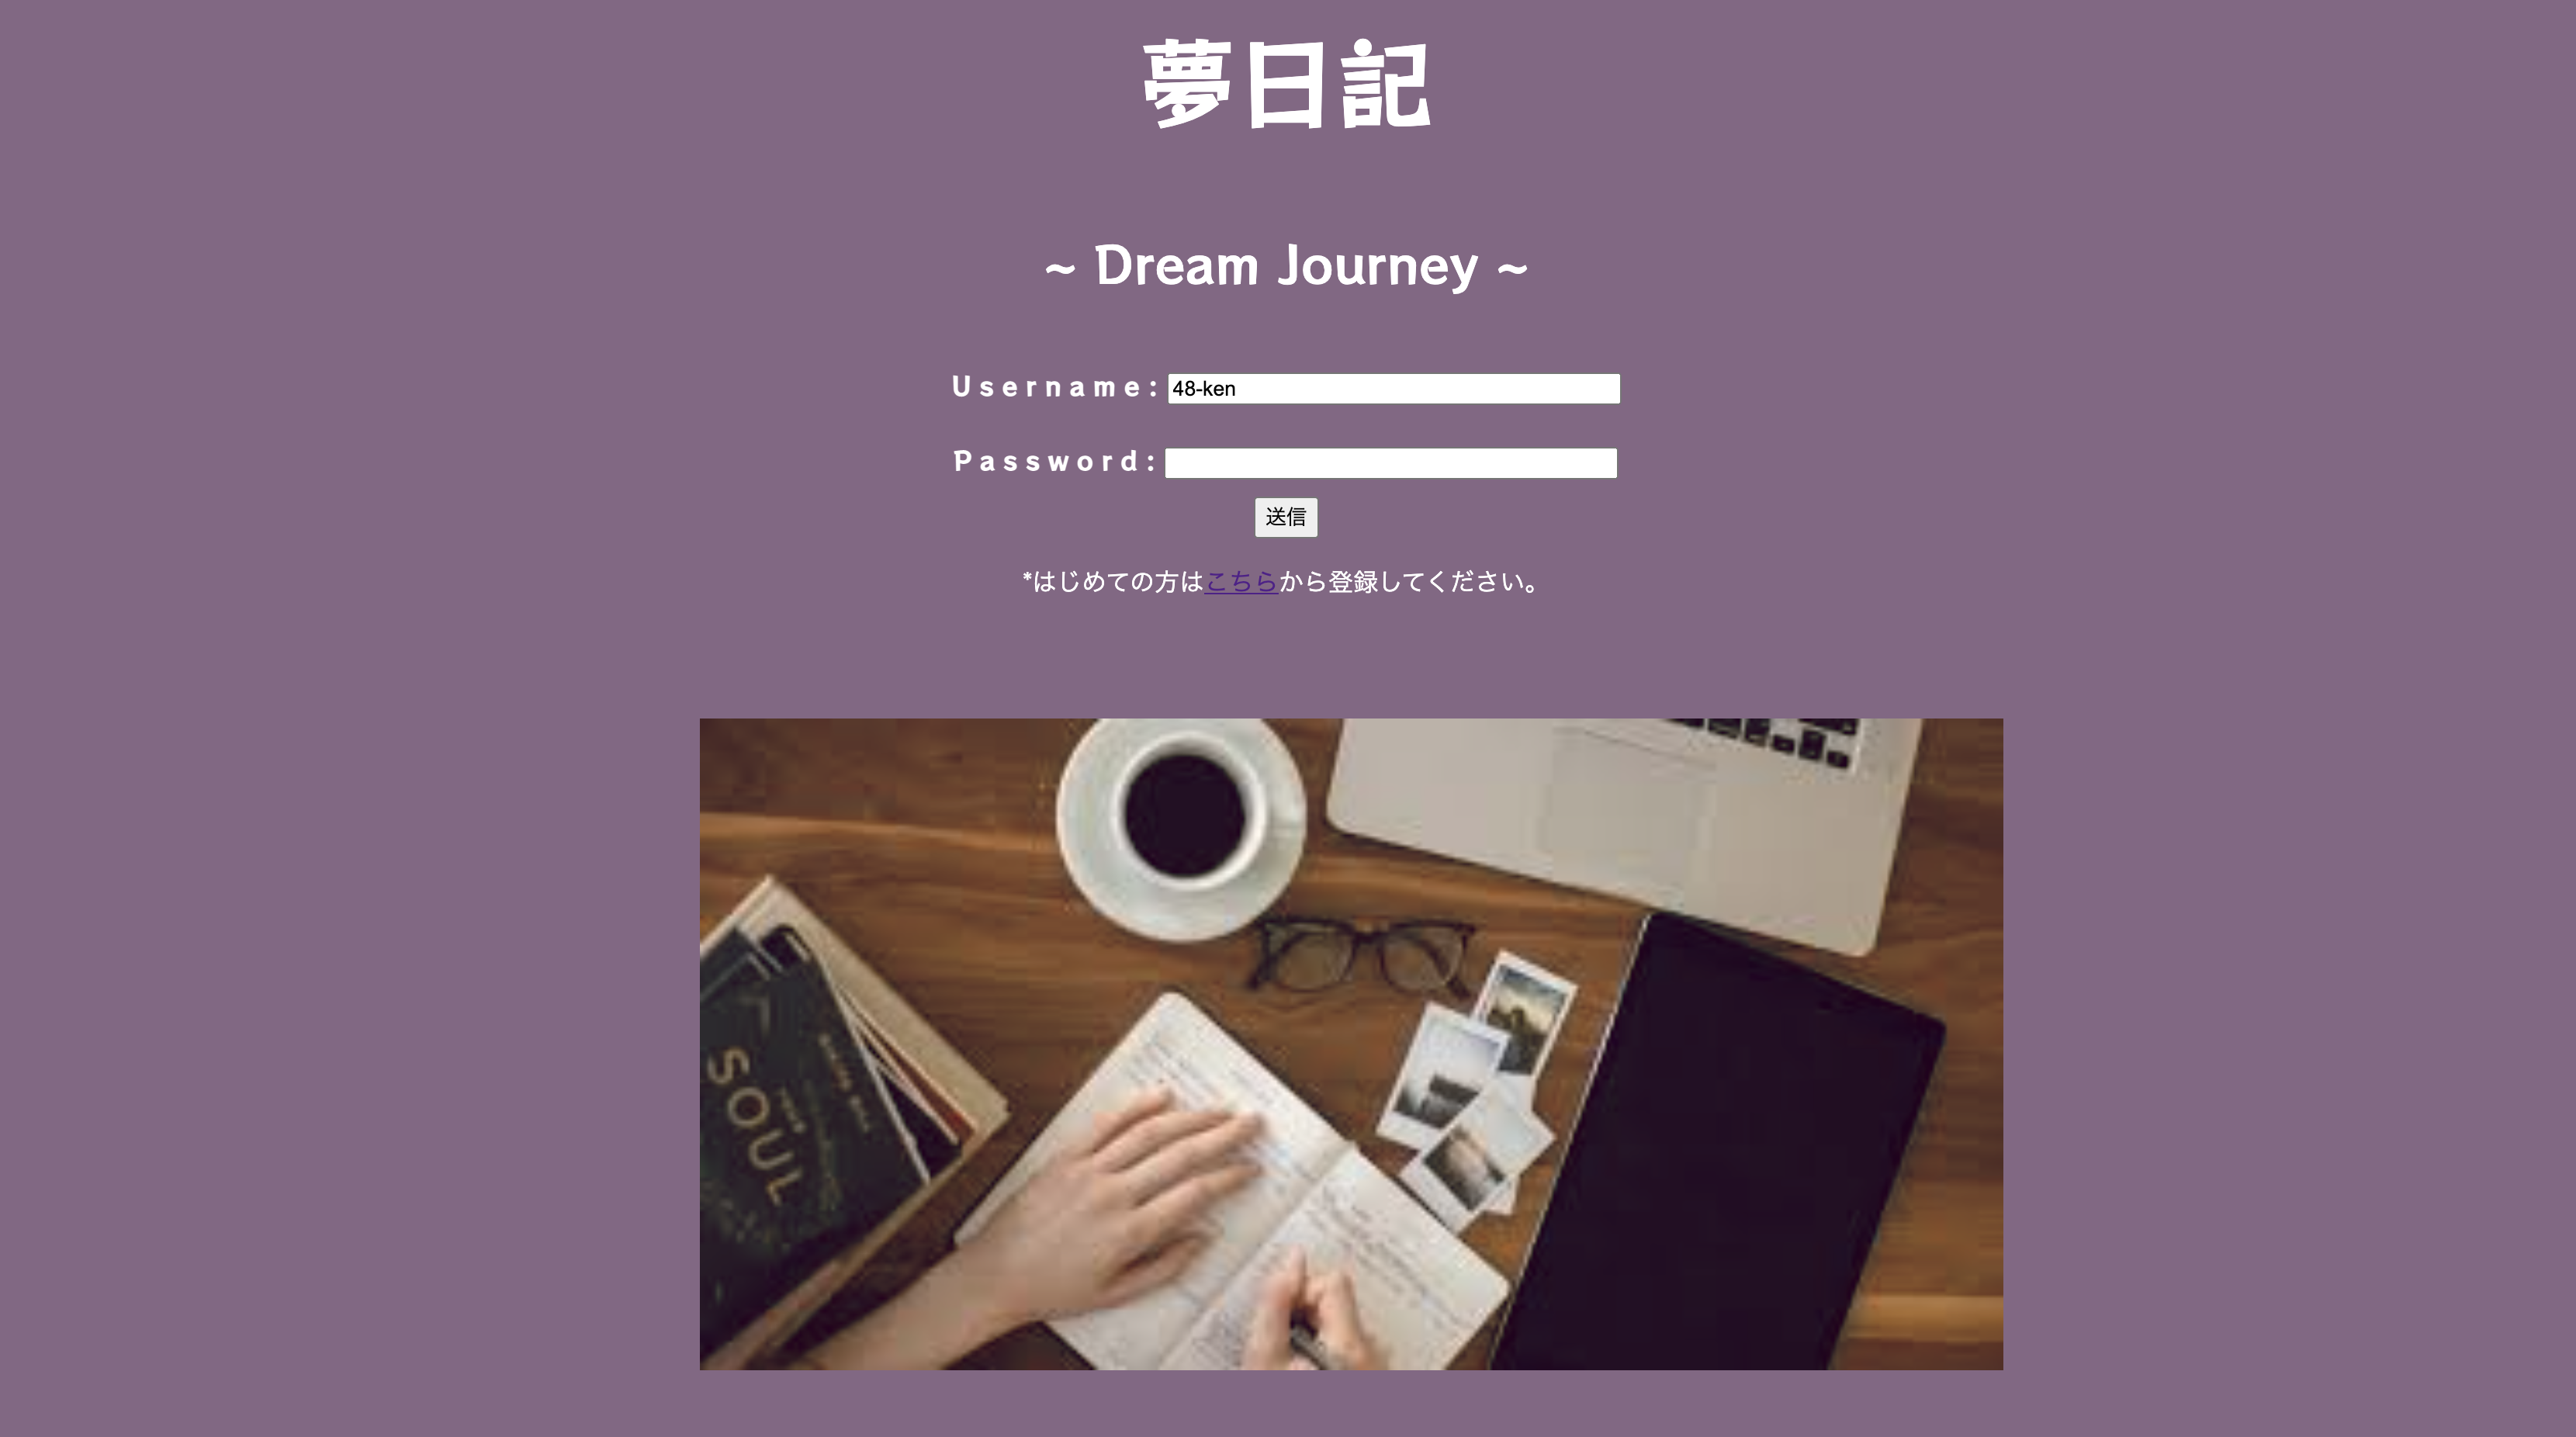 夢日記
~ Dream Journey ~
Username: 48-ken
Password:
送信
*はじめての方はこちらから登録してください。
SOUL